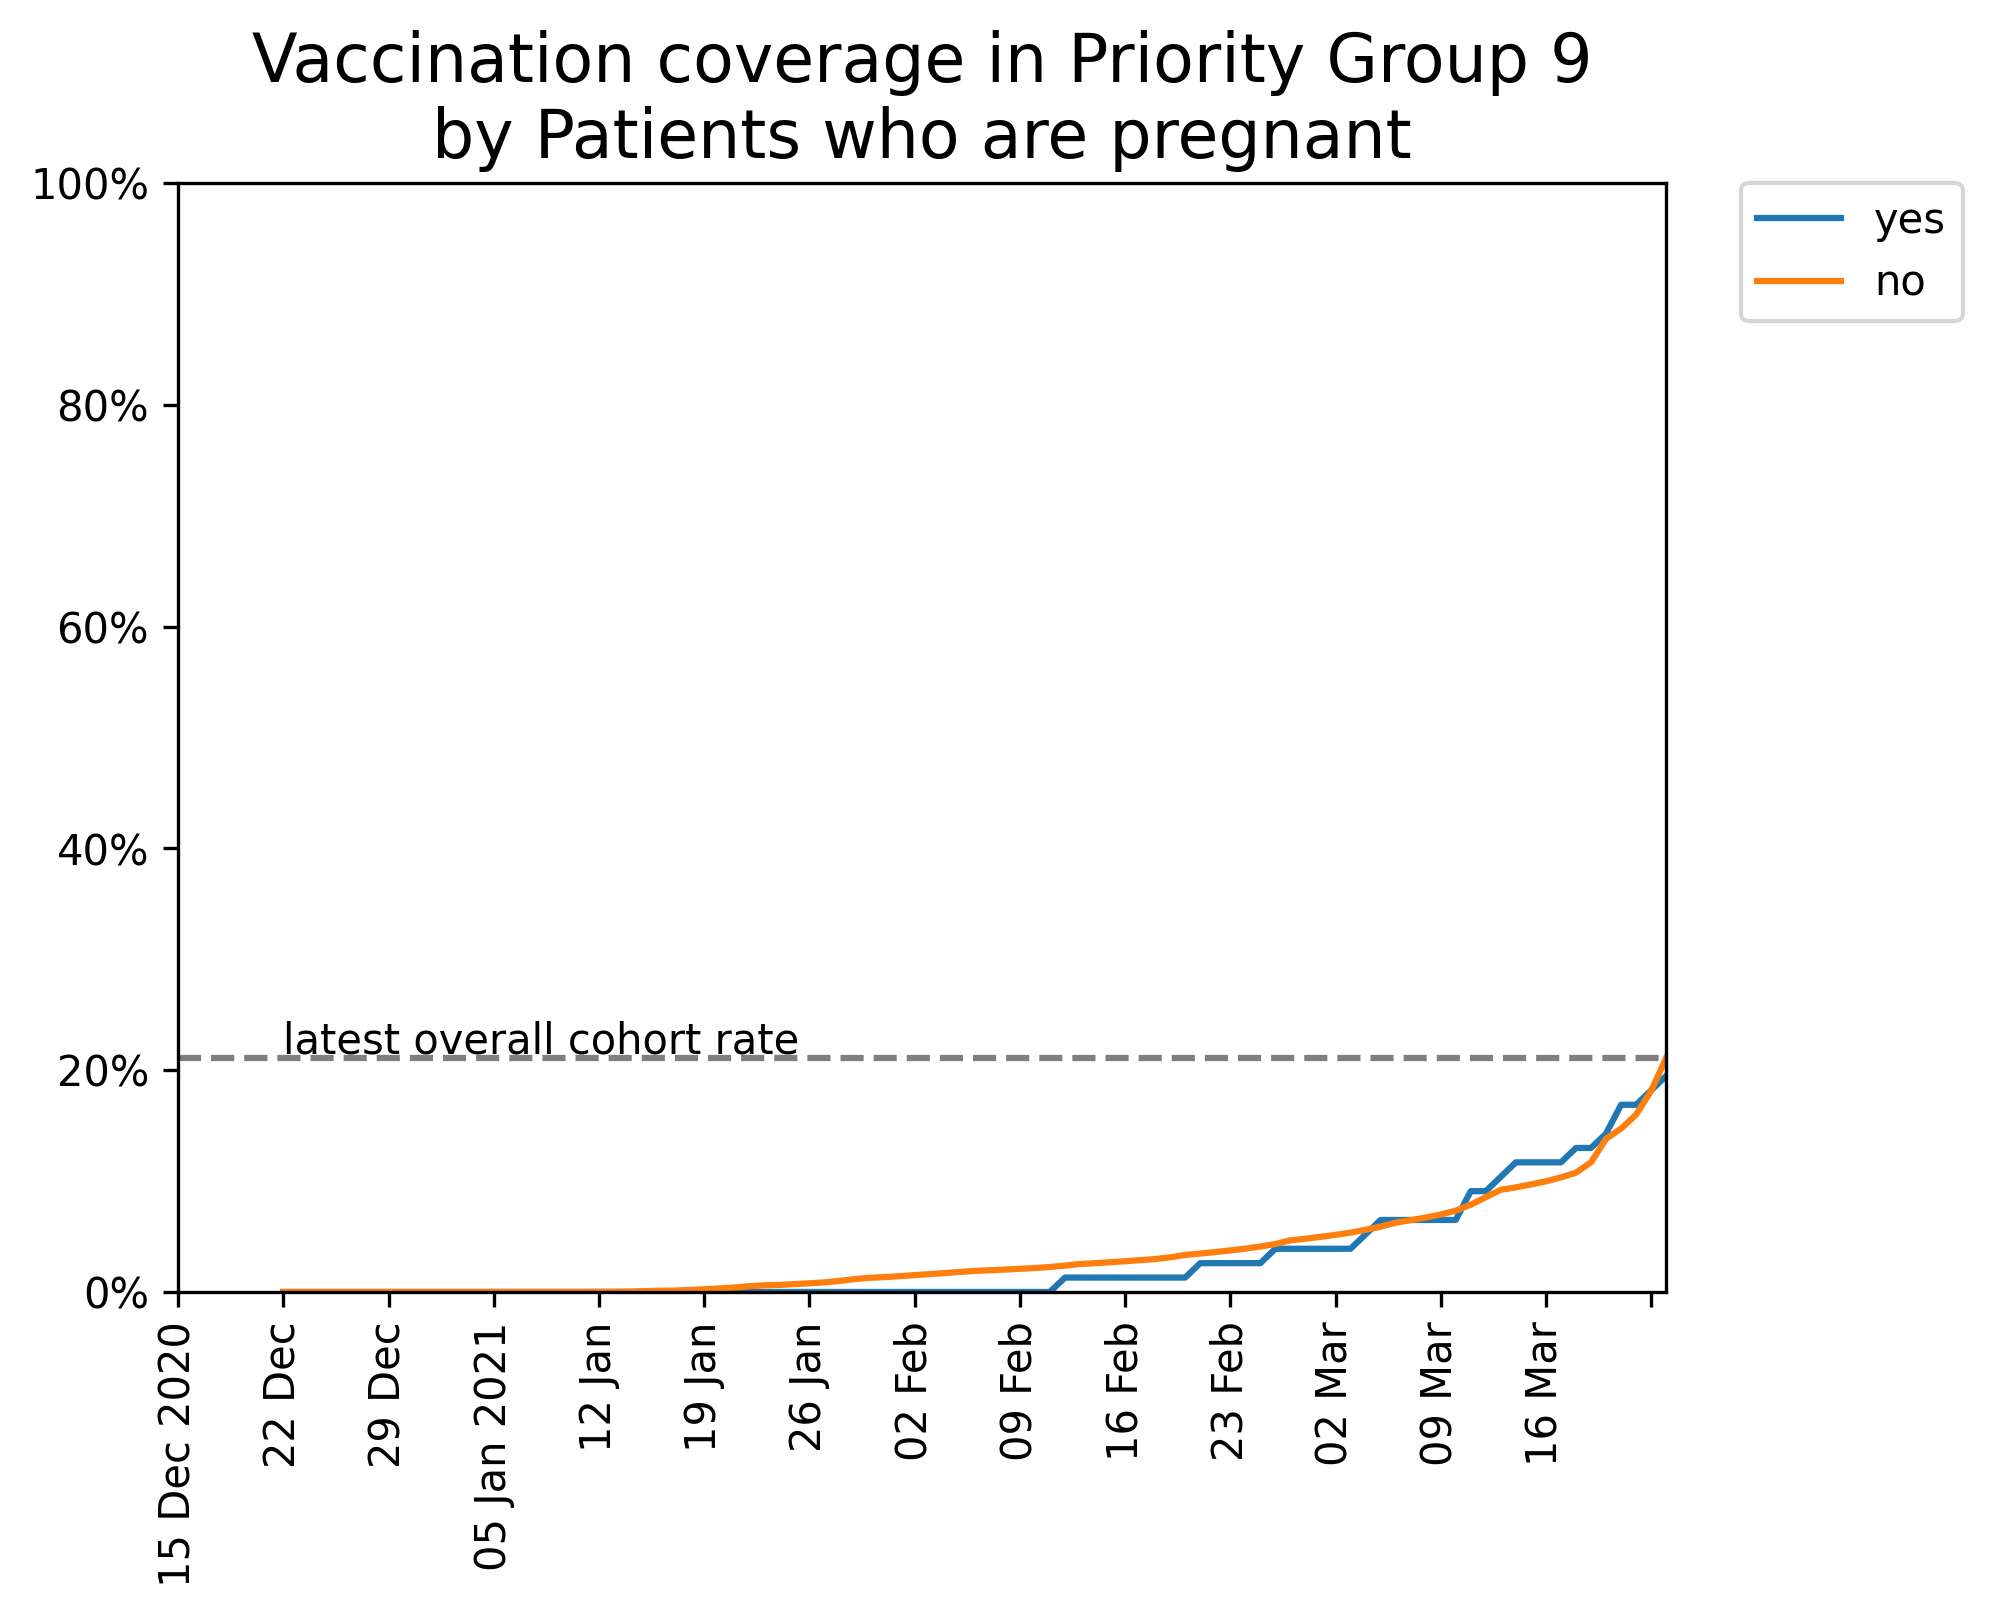 Vaccination coverage in Priority Group 9
by Patients who are pregnant
100%
80%
60%
40%
20%
0%
latest overall cohort rate
yes
no
15 Dec 2020
22 Dec
29 Dec
05 Jan 2021
12 Jan
19 Jan
26 Jan
02 Feb
09 Feb
16 Feb
23 Feb
02 Mar
09 Mar
16 Mar